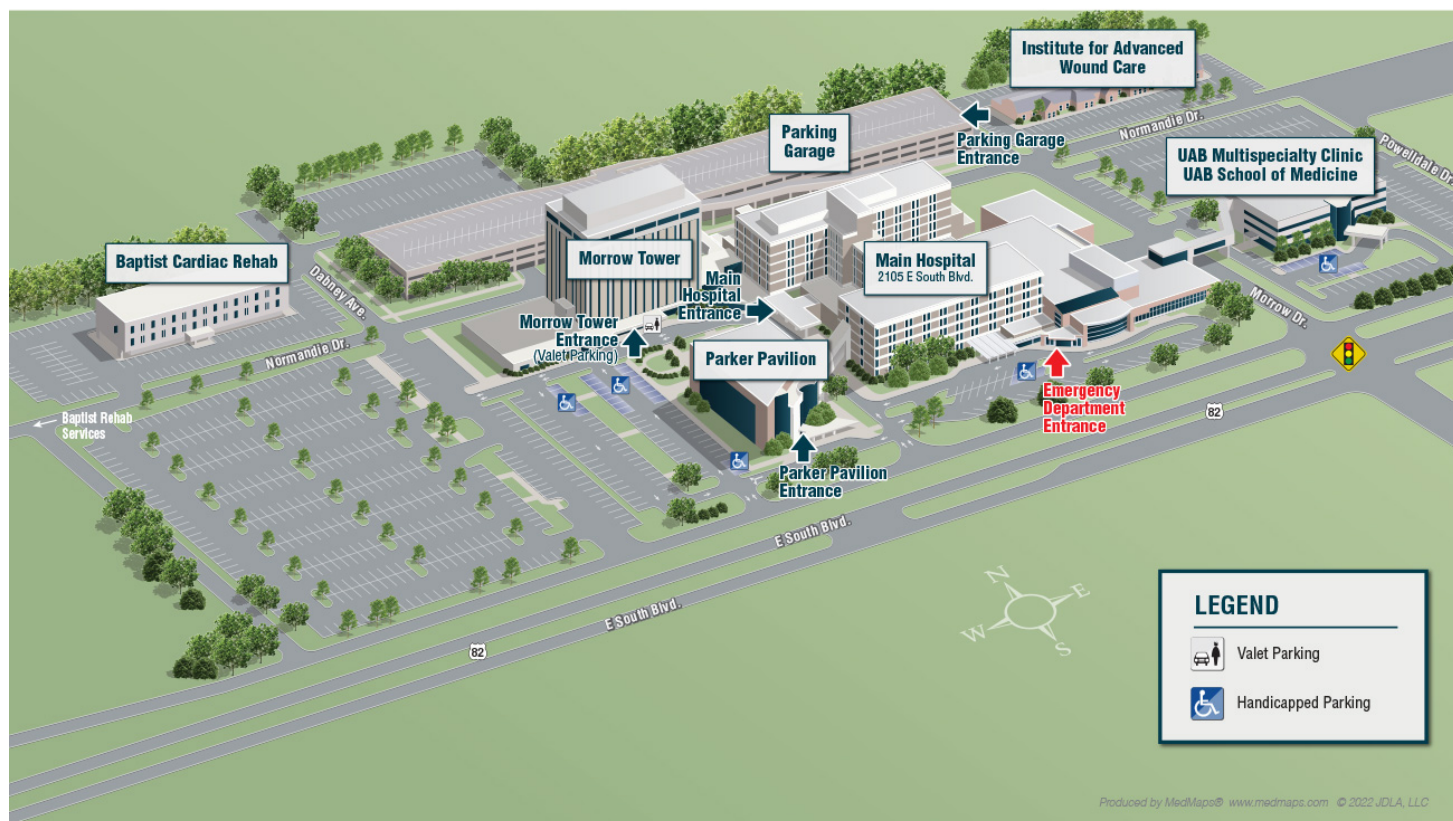 Institute for Advanced
Wound Care
Parking
Garage
Parking Garage
Entrance
Normandie Dr.
Powelldale Dr.
UAB Multispecialty Clinic
UAB School of Medicine
Baptist Cardiac Rehab
Dabney Ave.
Morrow Tower
Main
Hospital
Entrance
Main Hospital
2105 E South Blvd.
Morrow Dr.
Morrow Tower
Entrance
(Valet Parking)
Normandie Dr.
Parker Pavilion
Emergency
Department
Entrance
82
Baptist Rehab
Services
Parker Pavilion
Entrance
E South Blvd.
E South Blvd.
82
N
E
W
S
LEGEND
Valet Parking
Handicapped Parking
Produced by MedMaps® www.medmaps.com © 2022 JDLA, LLC